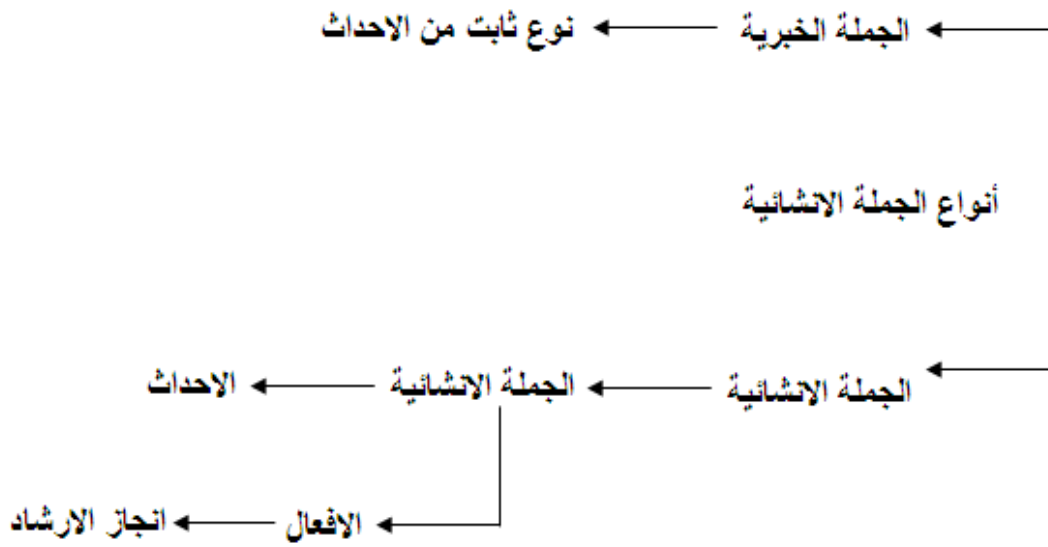 الجملة الخبرية نوع ثابت من الاحداث
أنواع الجملة الانشائية
الجملة الانشائية الجملة الانشائية الاحداث
الافعال انجاز الارشاد